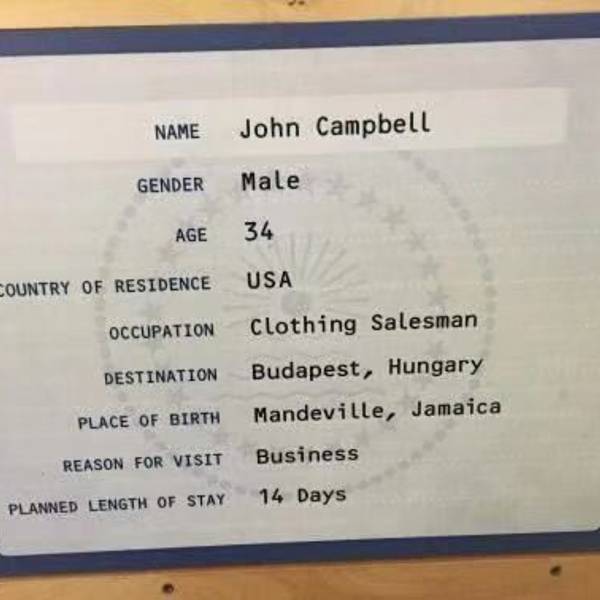 NAME John Campbell
GENDER Male
AGE 34
COUNTRY OF RESIDENCE USA
OCCUPATION Clothing Salesman
DESTINATION Budapest, Hungary
PLACE OF BIRTH Mandeville, Jamaica
REASON FOR VISIT Business
PLANNED LENGTH OF STAY 14 Days